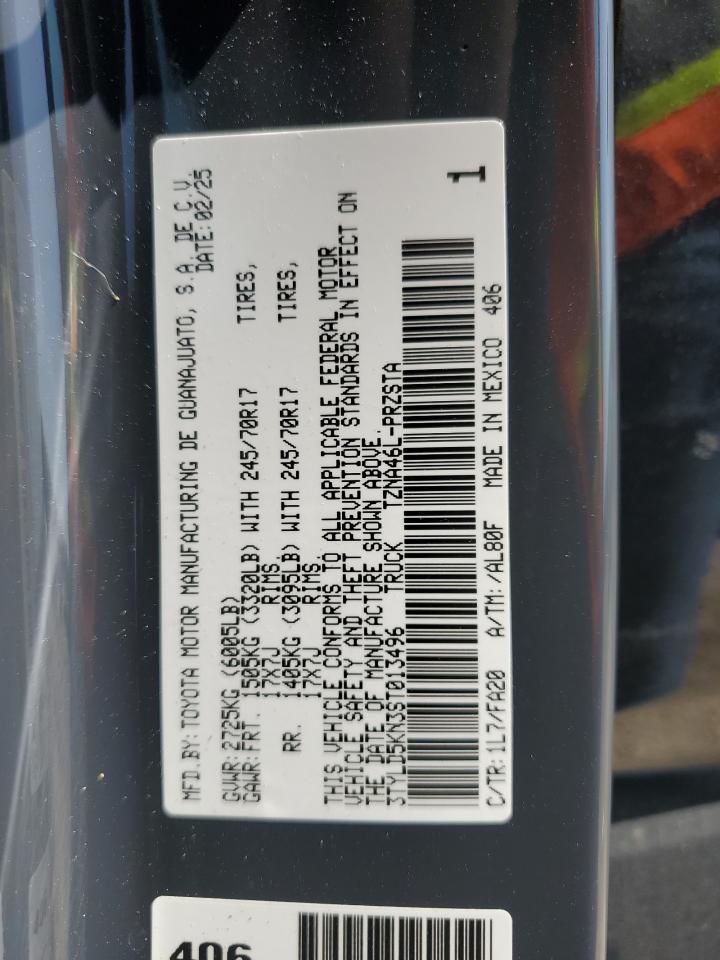 MFD.BY:TOYOTA MOTOR MANUFACTURING DE GUANAJUATO, S.A. DE C.V.
DATE:02/25
GVWR:2725KG (6005LB)
GAWR:FRT. 1505KG (3320LB) WITH 245/70R17 TIRES,
17X7J RIMS,
RR. 1405KG (3095LB) WITH 245/70R17 TIRES,
17X7J RIMS.
THIS VEHICLE CONFORMS TO ALL APPLICABLE FEDERAL MOTOR
VEHICLE SAFETY AND THEFT PREVENTION STANDARDS IN EFFECT ON
THE DATE OF MANUFACTURE SHOWN ABOVE.
3TYLD5KN3ST013496 TRUCK TZNA46L-PRZSTA
1
C/TR:1L7/FA20 A/TM:/AL80F MADE IN MEXICO 406
406